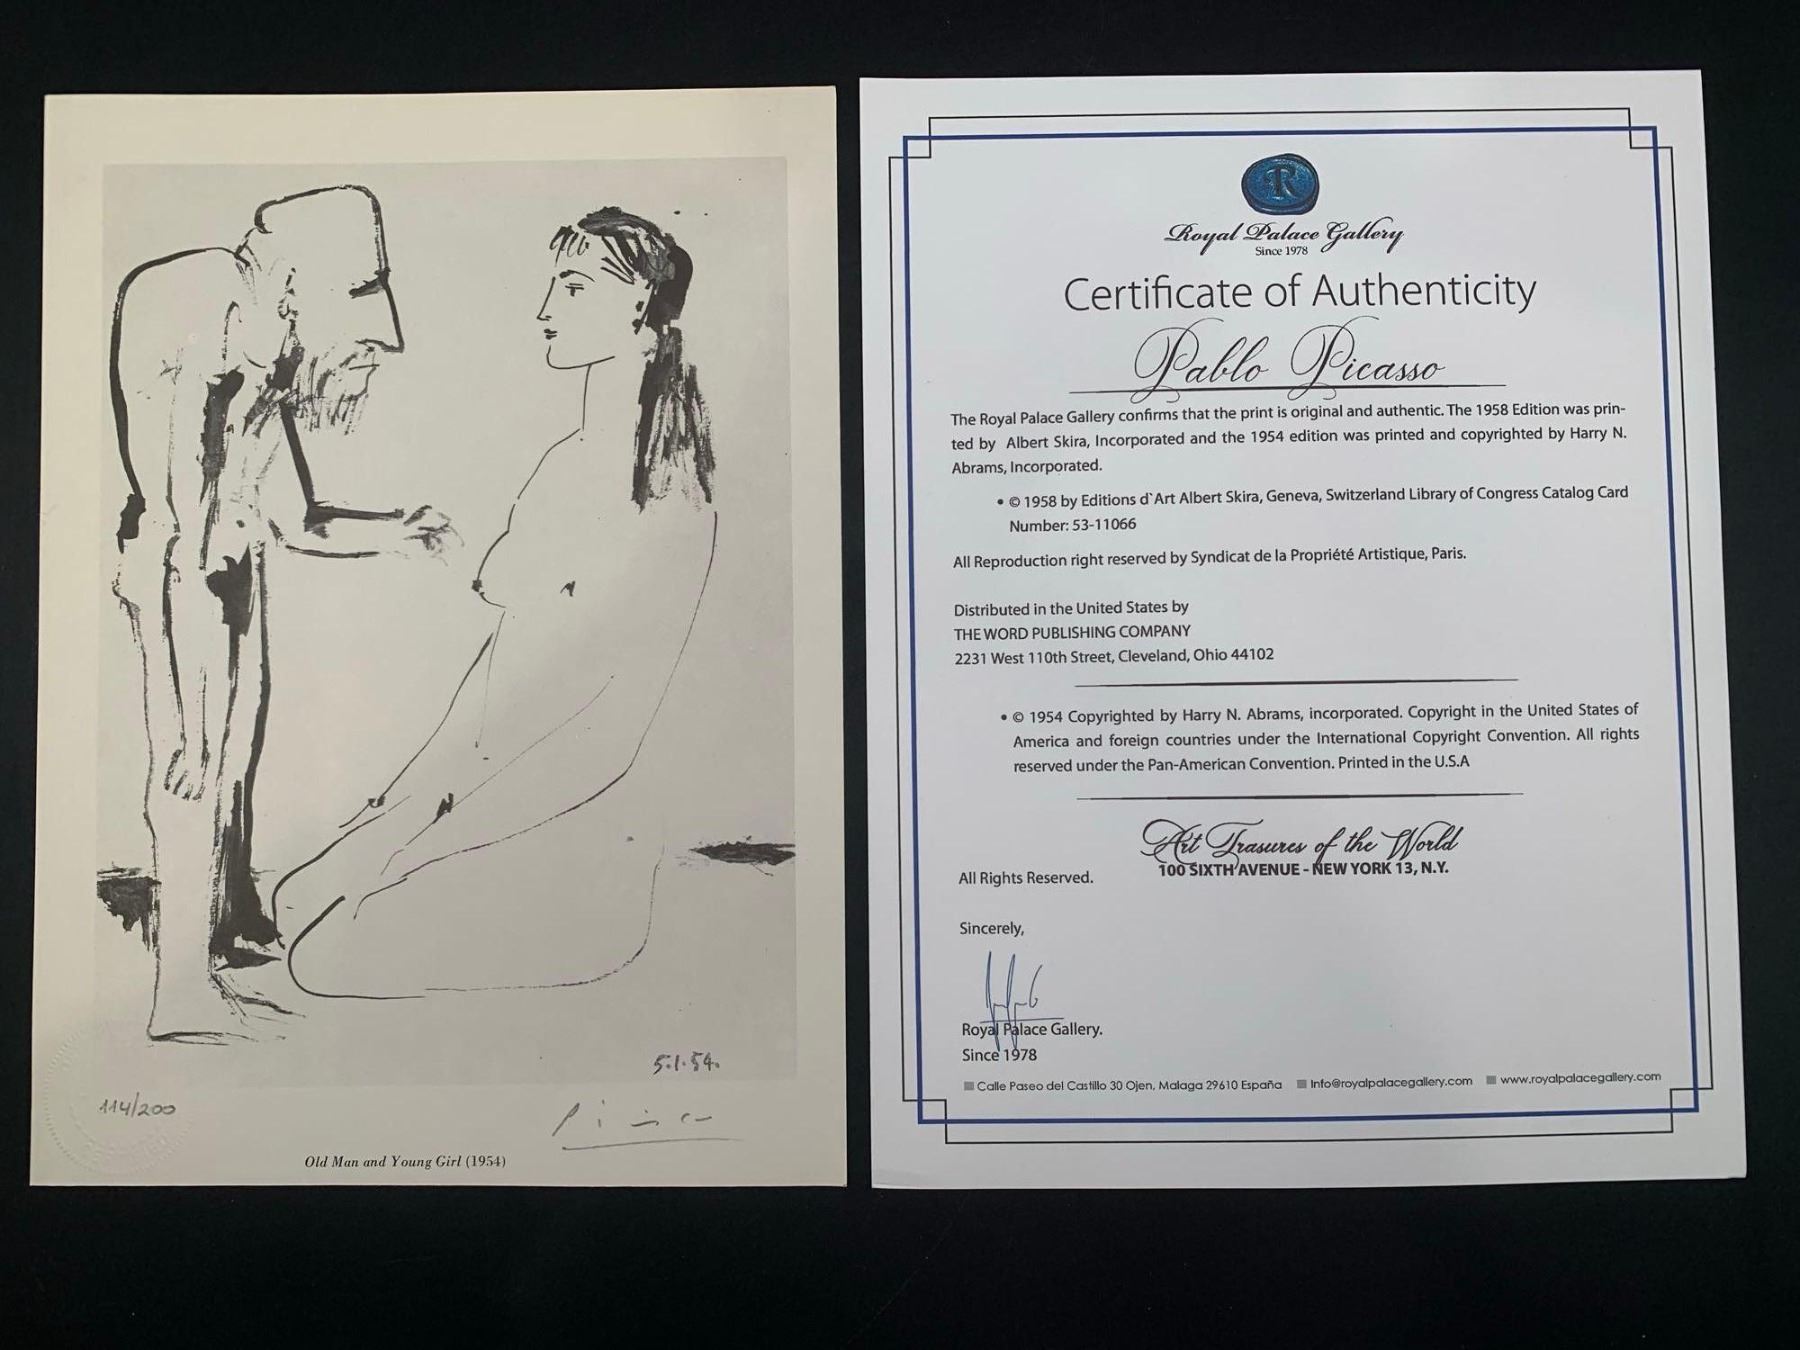 5.1.54.
114/200
Picasso
Old Man and Young Girl (1954)
R
Royal Palace Gallery
Since 1978
Certificate of Authenticity
Pablo Picasso
The Royal Palace Gallery confirms that the print is original and authentic. The 1958 Edition was prin-
ted by Albert Skira, Incorporated and the 1954 edition was printed and copyrighted by Harry N.
Abrams, Incorporated.
• © 1958 by Editions d`Art Albert Skira, Geneva, Switzerland Library of Congress Catalog Card
Number: 53-11066
All Reproduction right reserved by Syndicat de la Propriété Artistique, Paris.
Distributed in the United States by
THE WORD PUBLISHING COMPANY
2231 West 110th Street, Cleveland, Ohio 44102
• © 1954 Copyrighted by Harry N. Abrams, incorporated. Copyright in the United States of
America and foreign countries under the International Copyright Convention. All rights
reserved under the Pan-American Convention. Printed in the U.S.A
Art Trasures of the World
100 SIXTH AVENUE - NEW YORK 13, N.Y.
All Rights Reserved.
Sincerely,
Royal Palace Gallery.
Since 1978
Calle Paseo del Castillo 30 Ojen, Malaga 29610 España Info@royalpalacegallery.com www.royalpalacegallery.com